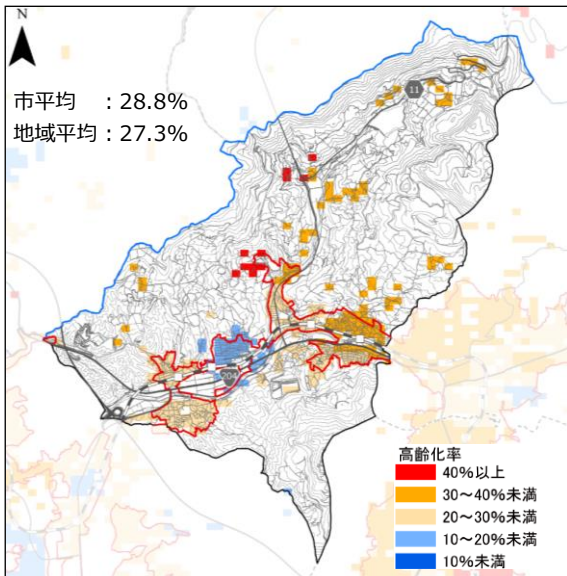 N
市平均 : 28.8%
地域平均 : 27.3%
11
204
高齢化率
40%以上
30~40%未満
20~30%未満
10~20%未満
10%未満